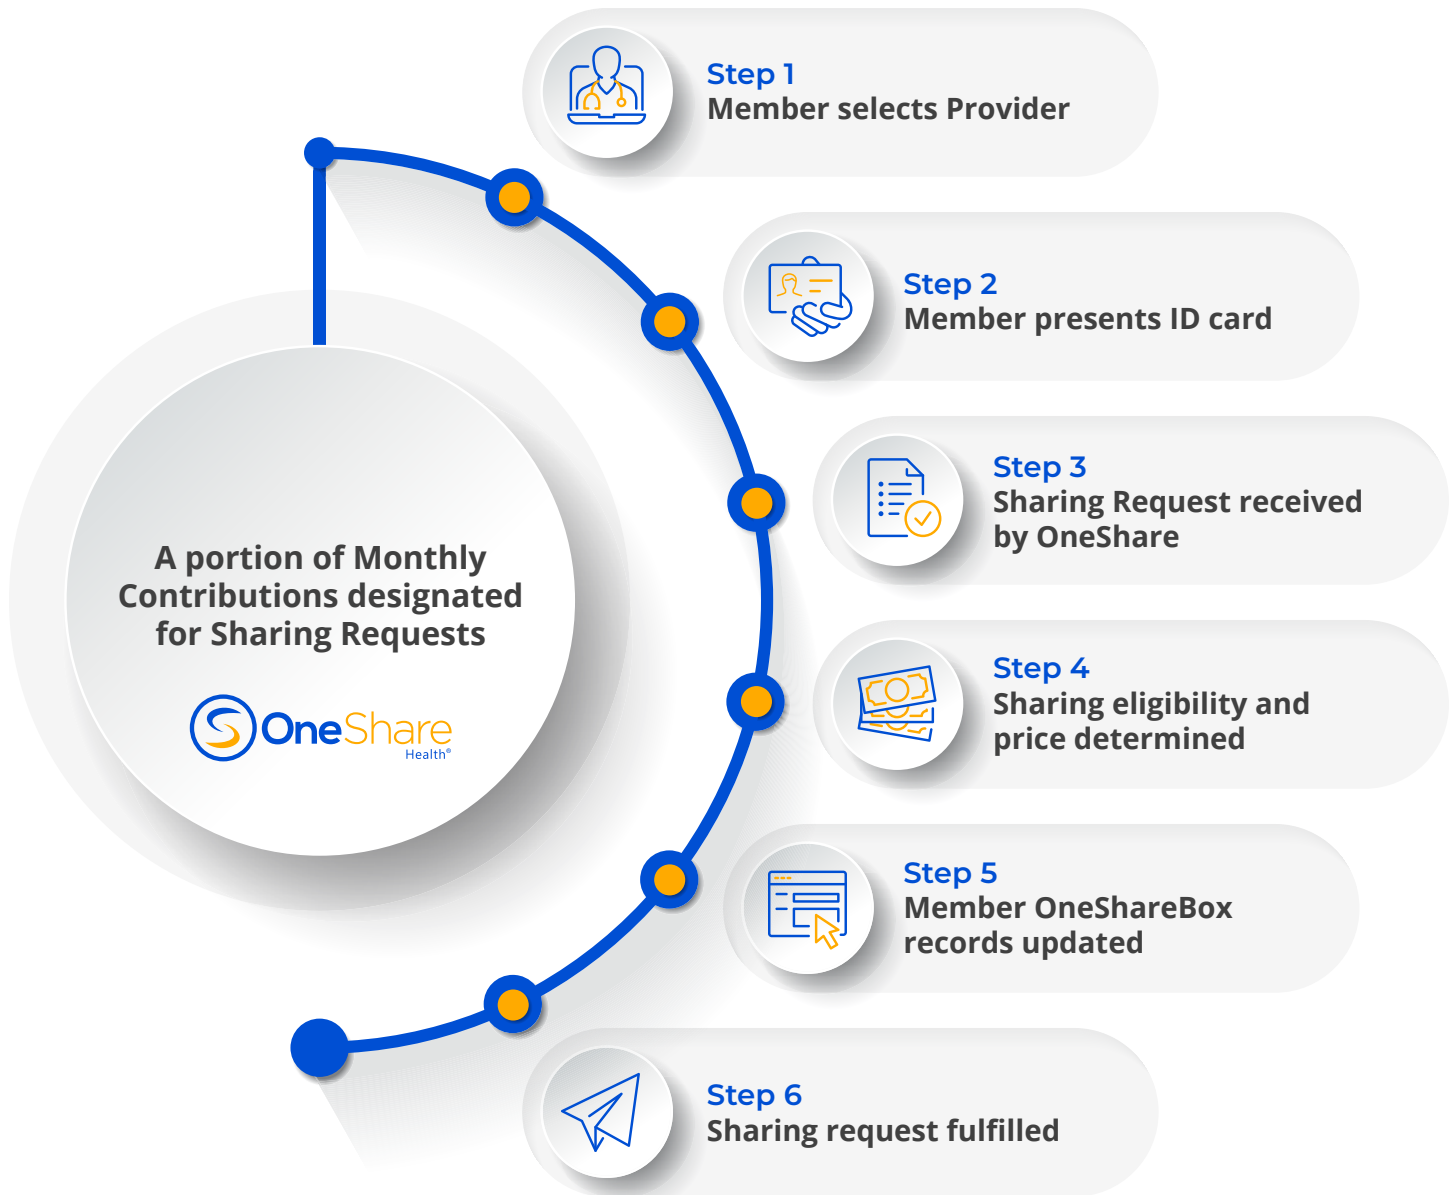 Step 1
Member selects Provider
Step 2
Member presents ID card
Step 3
Sharing Request received
by OneShare
Step 4
Sharing eligibility and
price determined
Step 5
Member OneShareBox
records updated
Step 6
Sharing request fulfilled
A portion of Monthly
Contributions designated
for Sharing Requests
OneShare
Health®